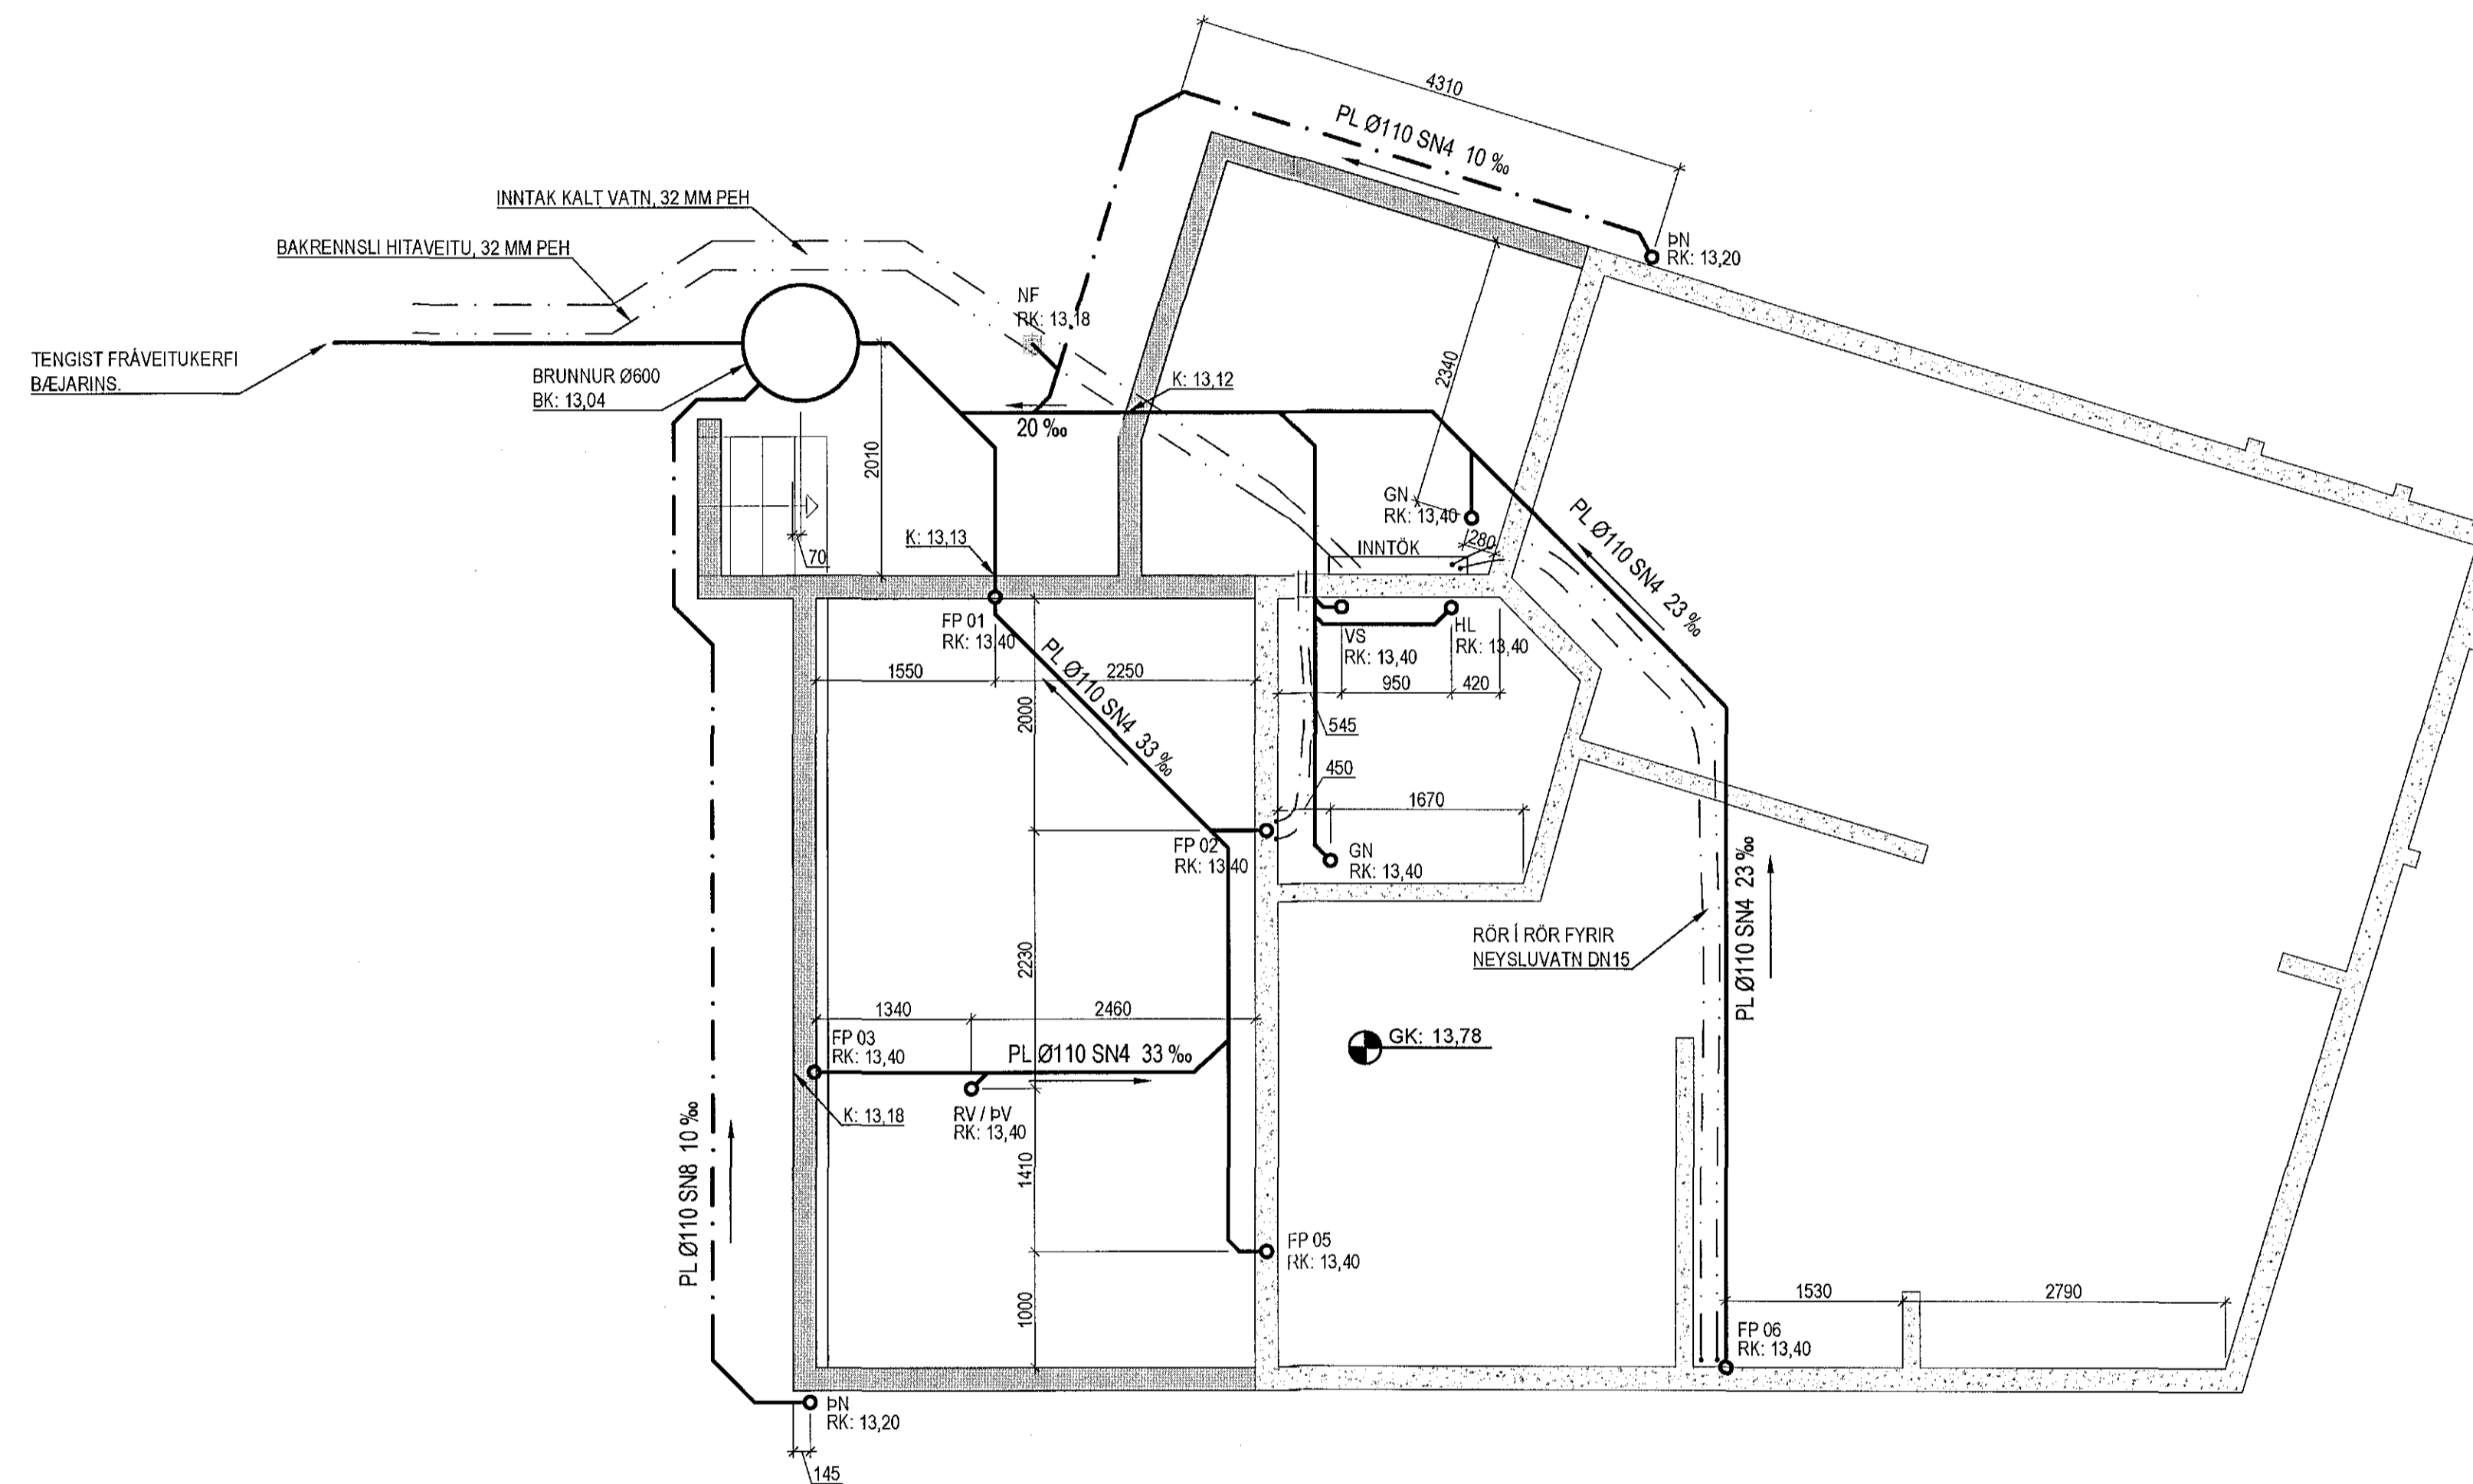 4310
PL Ø110 SN4 10 ‰
INNTAK KALT VATN, 32 MM PEH
BAKRENNSLI HITAVEITU, 32 MM PEH
ÞN
RK: 13,20
NF
RK: 13,18
TENGIST FRÁVEITUKERFI
BÆJARINS.
BRUNNUR Ø600
BK: 13,04
K: 13,12
20 ‰
2340
2010
GN
RK: 13,40
280
INNTÖK
PL Ø110 SN4 23 ‰
K: 13,13
70
FP 01
RK: 13,40
VS
RK: 13,40
HL
RK: 13,40
1550
2250
950
420
PL Ø110 SN4 33 ‰
2000
545
450
1670
FP 02
RK: 13,40
GN
RK: 13,40
RÖR Í RÖR FYRIR
NEYSLUVATN DN15
PL Ø110 SN4 23 ‰
2230
1340
2460
FP 03
RK: 13,40
PL Ø110 SN4 33 ‰
GK: 13,78
K: 13,18
RV / ÞV
RK: 13,40
PL Ø110 SN8 10 ‰
1410
FP 05
RK: 13,40
1000
1530
2790
FP 06
RK: 13,40
ÞN
RK: 13,20
145